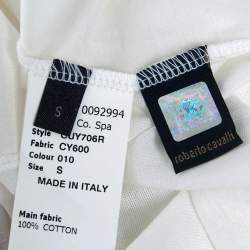 S
0092994
Co. Spa
Style CUY706R
Fabric CY600
Colour 010
Size S
MADE IN ITALY
Main fabric
100% COTTON
roberto cavalli